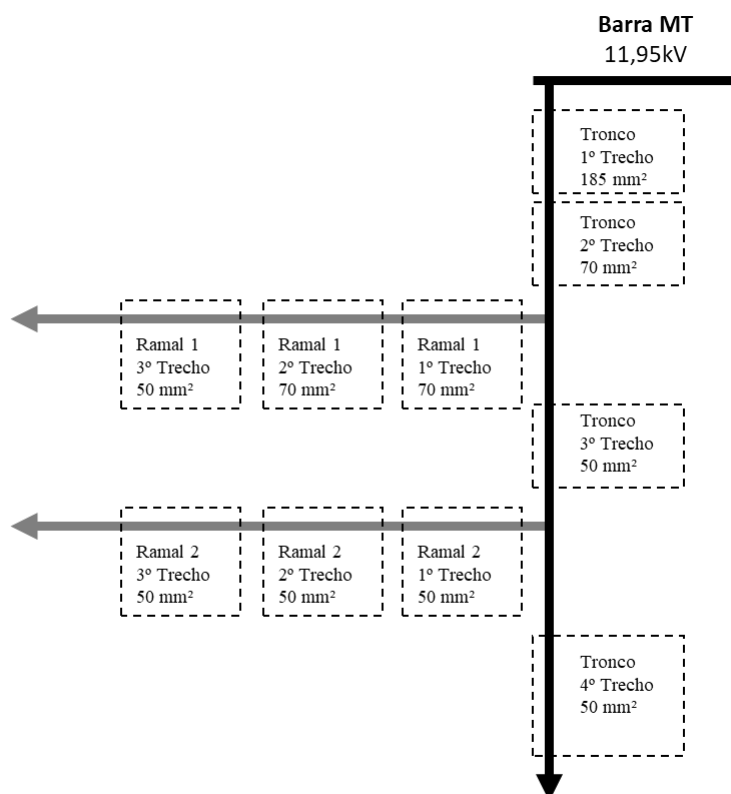 Barra MT
11,95kV
Tronco
1º Trecho
185 mm²
Tronco
2º Trecho
70 mm²
Ramal 1
3º Trecho
50 mm²
Ramal 1
2º Trecho
70 mm²
Ramal 1
1º Trecho
70 mm²
Tronco
3º Trecho
50 mm²
Ramal 2
3º Trecho
50 mm²
Ramal 2
2º Trecho
50 mm²
Ramal 2
1º Trecho
50 mm²
Tronco
4º Trecho
50 mm²